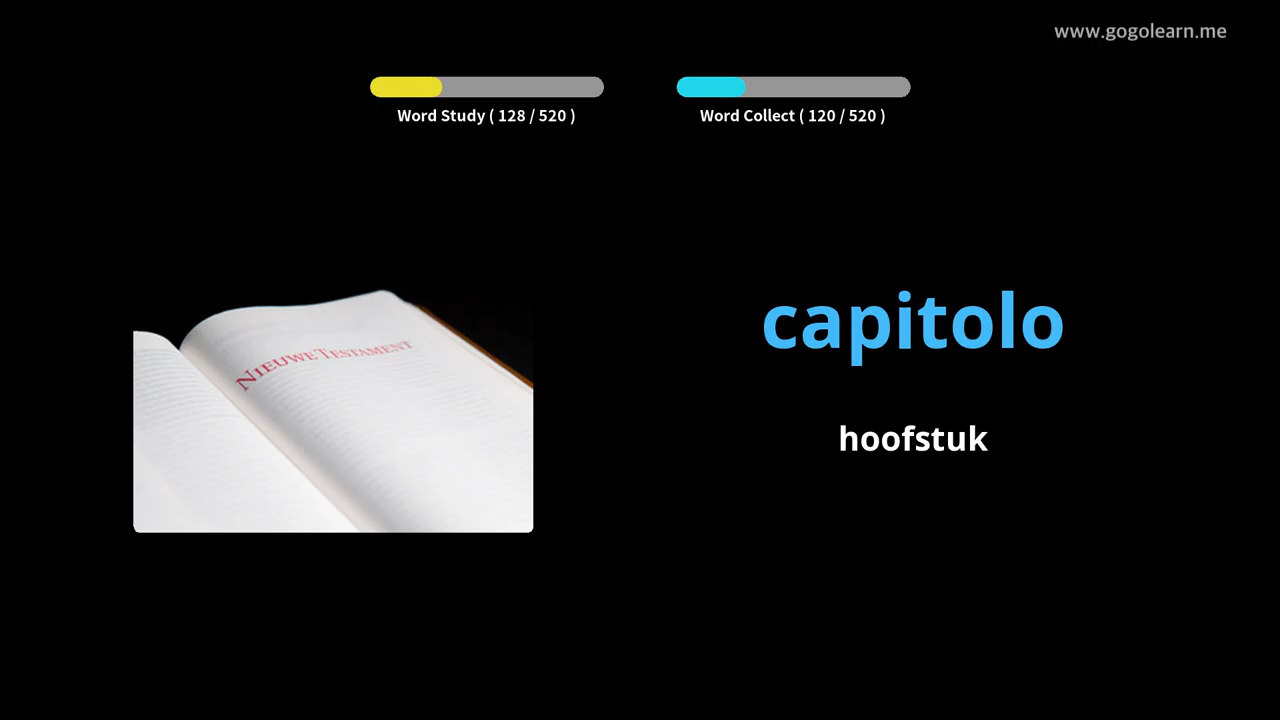 www.gogolearn.me
Word Study ( 128 / 520 )
Word Collect ( 120 / 520 )
NIEUWE TESTAMENT
capitolo
hoofstuk